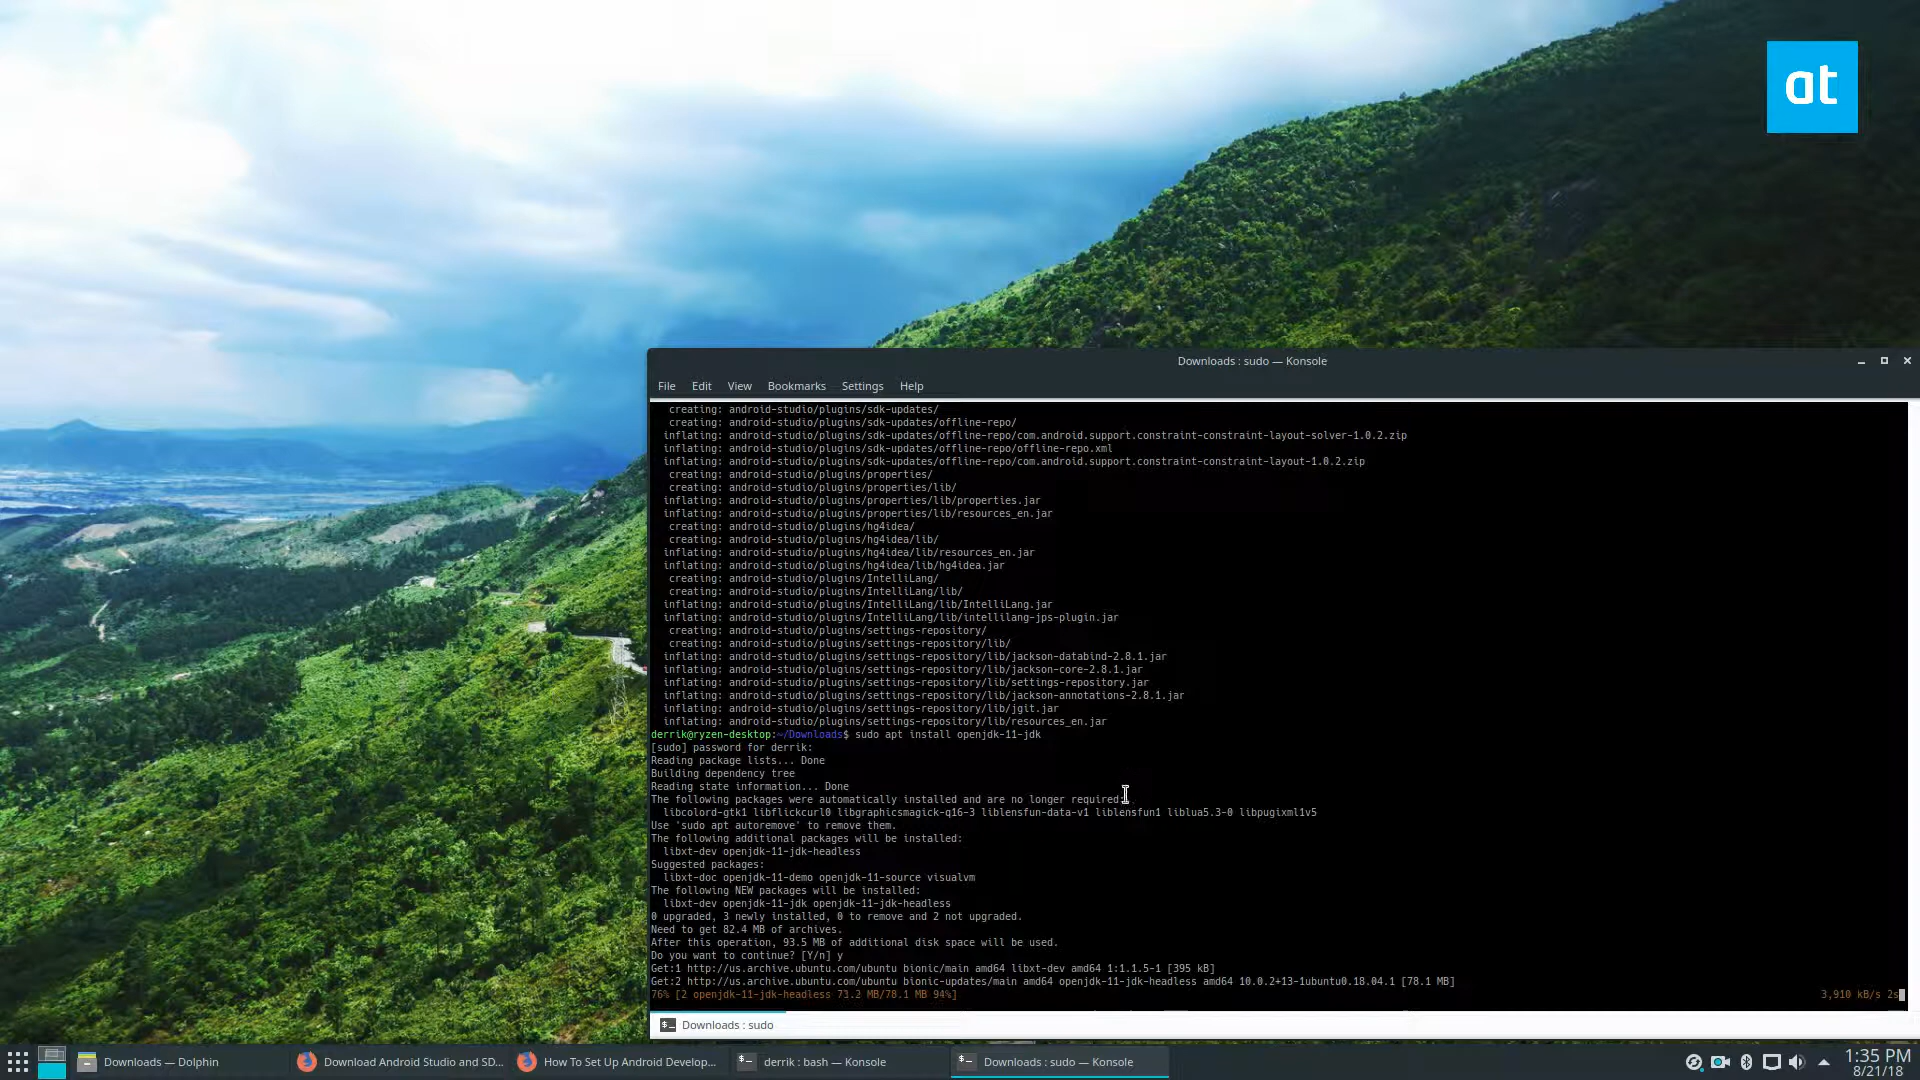 at
Downloads : sudo — Konsole
File Edit View Bookmarks Settings Help
creating: android-studio/plugins/sdk-updates/
creating: android-studio/plugins/sdk-updates/offline-repo/
inflating: android-studio/plugins/sdk-updates/offline-repo/com.android.support.constraint-constraint-layout-solver-1.0.2.zip
inflating: android-studio/plugins/sdk-updates/offline-repo/offline-repo.xml
inflating: android-studio/plugins/sdk-updates/offline-repo/com.android.support.constraint-constraint-layout-1.0.2.zip
creating: android-studio/plugins/properties/
creating: android-studio/plugins/properties/lib/
inflating: android-studio/plugins/properties/lib/properties.jar
inflating: android-studio/plugins/properties/lib/resources_en.jar
creating: android-studio/plugins/hg4idea/
creating: android-studio/plugins/hg4idea/lib/
inflating: android-studio/plugins/hg4idea/lib/resources_en.jar
inflating: android-studio/plugins/hg4idea/lib/hg4idea.jar
creating: android-studio/plugins/IntelliLang/
creating: android-studio/plugins/IntelliLang/lib/
inflating: android-studio/plugins/IntelliLang/lib/IntelliLang.jar
inflating: android-studio/plugins/IntelliLang/lib/intellilang-jps-plugin.jar
creating: android-studio/plugins/settings-repository/
creating: android-studio/plugins/settings-repository/lib/
inflating: android-studio/plugins/settings-repository/lib/jackson-databind-2.8.1.jar
inflating: android-studio/plugins/settings-repository/lib/jackson-core-2.8.1.jar
inflating: android-studio/plugins/settings-repository/lib/settings-repository.jar
inflating: android-studio/plugins/settings-repository/lib/jackson-annotations-2.8.1.jar
inflating: android-studio/plugins/settings-repository/lib/jgit.jar
inflating: android-studio/plugins/settings-repository/lib/resources_en.jar
derrik@ryzen-desktop:~/Downloads$ sudo apt install openjdk-11-jdk
[sudo] password for derrik:
Reading package lists... Done
Building dependency tree
Reading state information... Done
The following packages were automatically installed and are no longer required:
libcolord-gtk1 libflickcurl0 libgraphicsmagick-q16-3 liblensfun-data-v1 liblensfun1 liblua5.3-0 libpugixml1v5
Use 'sudo apt autoremove' to remove them.
The following additional packages will be installed:
libxt-dev openjdk-11-jdk-headless
Suggested packages:
libxt-doc openjdk-11-demo openjdk-11-source visualvm
The following NEW packages will be installed:
libxt-dev openjdk-11-jdk openjdk-11-jdk-headless
0 upgraded, 3 newly installed, 0 to remove and 2 not upgraded.
Need to get 82.4 MB of archives.
After this operation, 93.5 MB of additional disk space will be used.
Do you want to continue? [Y/n] y
Get:1 http://us.archive.ubuntu.com/ubuntu bionic/main amd64 libxt-dev amd64 1:1.1.5-1 [395 kB]
Get:2 http://us.archive.ubuntu.com/ubuntu bionic-updates/main amd64 openjdk-11-jdk-headless amd64 10.0.2+13-1ubuntu0.18.04.1 [78.1 MB]
76% [2 openjdk-11-jdk-headless 73.2 MB/78.1 MB 94%] 3,910 kB/s 2s
Downloads : sudo
Downloads — Dolphin
Download Android Studio and SD...
How To Set Up Android Develop...
derrik : bash — Konsole
Downloads : sudo — Konsole
1:35 PM
8/21/18